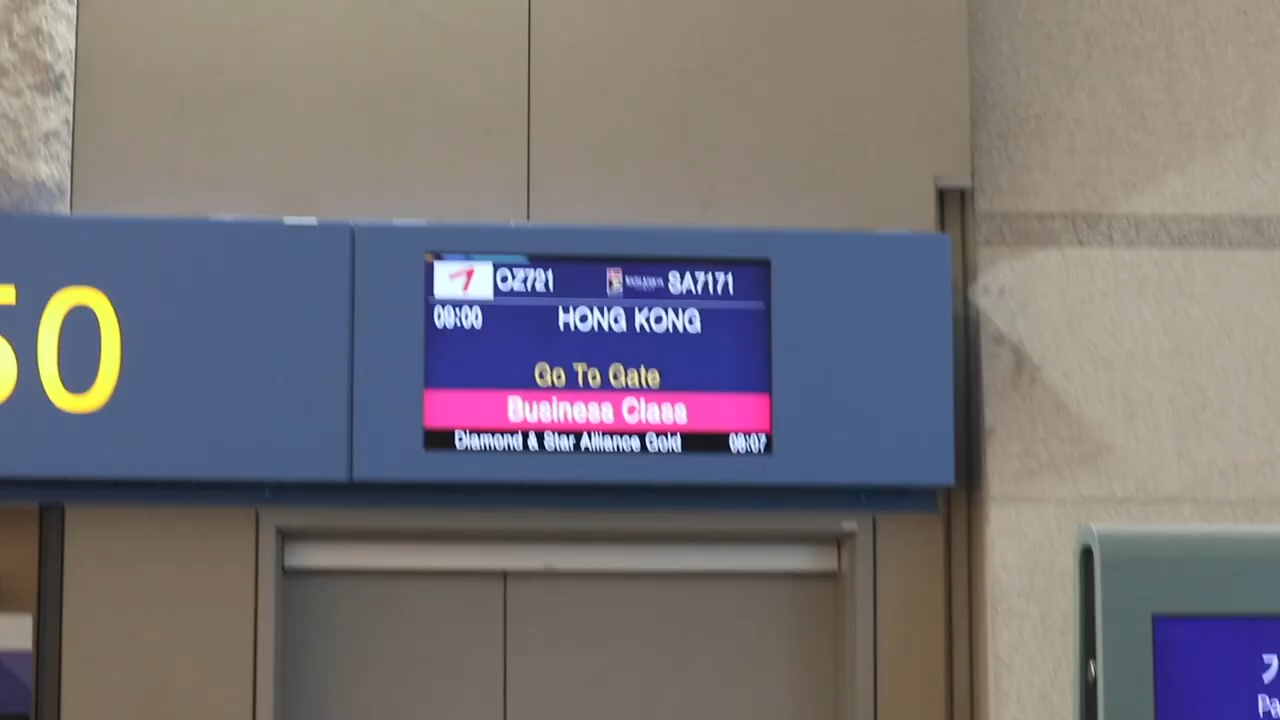 50
OZ721 SA7171
09:00 HONG KONG
Go To Gate
Business Class
Diamond & Star Alliance Gold 08:07